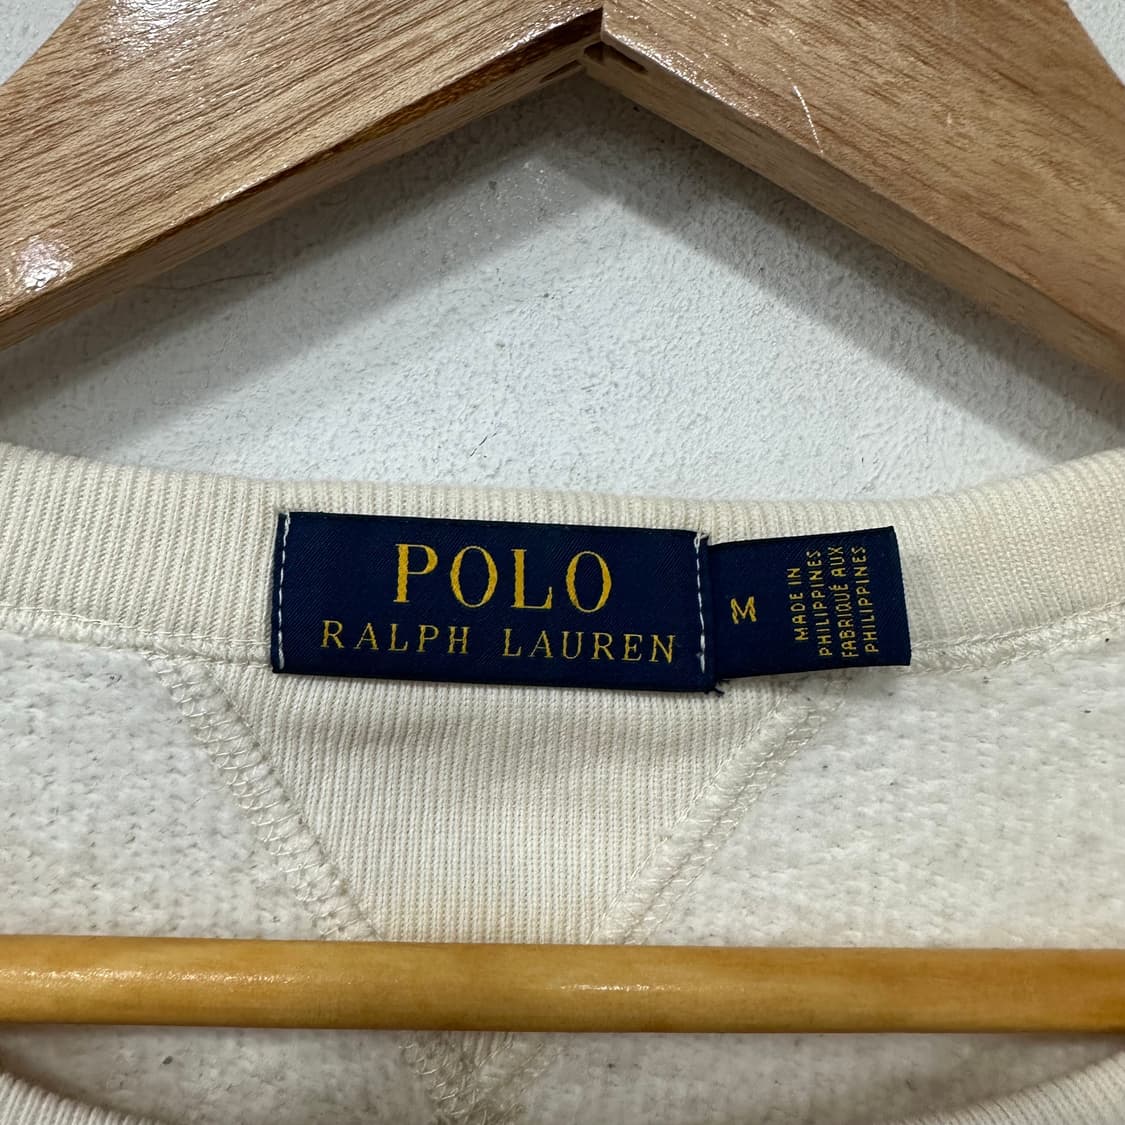 POLO
RALPH LAUREN
M
MADE IN
PHILIPPINES
FABRIQUÉ AUX
PHILIPPINES